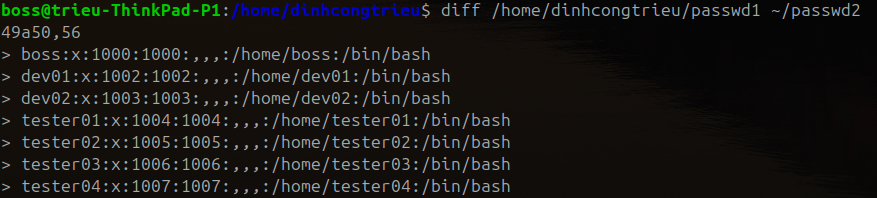 boss@trieu-ThinkPad-P1:/home/dinhcongtrieu$ diff /home/dinhcongtrieu/passwd1 ~/passwd2
49a50,56
> boss:x:1000:1000:,,,:/home/boss:/bin/bash
> dev01:x:1002:1002:,,,:/home/dev01:/bin/bash
> dev02:x:1003:1003:,,,:/home/dev02:/bin/bash
> tester01:x:1004:1004:,,,:/home/tester01:/bin/bash
> tester02:x:1005:1005:,,,:/home/tester02:/bin/bash
> tester03:x:1006:1006:,,,:/home/tester03:/bin/bash
> tester04:x:1007:1007:,,,:/home/tester04:/bin/bash